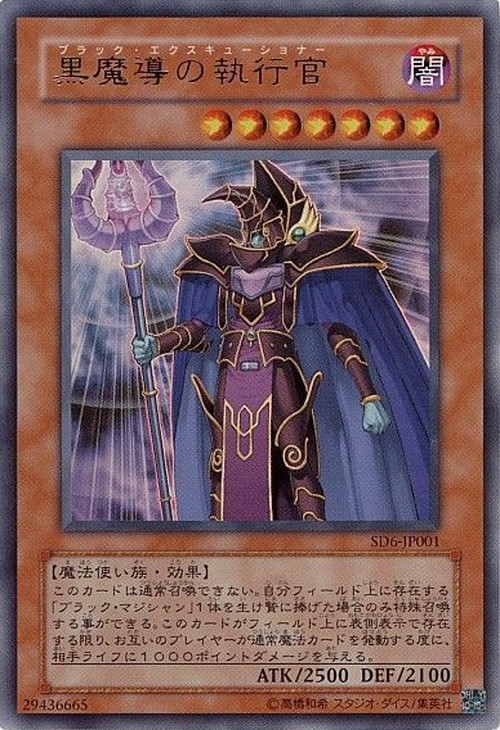 ブラック・エクスキューショナー
黒魔導の執行官
やみ
闇
SD6-JP001
【魔法使い族・効果】
このカードは通常召喚できない。自分フィールド上に存在する
「ブラック・マジシャン」1体を生け贄に捧げた場合のみ特殊召喚
する事ができる。このカードがフィールド上に表側表示で存在
する限り、お互いのプレイヤーが通常魔法カードを発動する度に、
相手ライフに1000ポイントダメージを与える。
ATK/2500 DEF/2100
29436665
©高橋和希 スタジオ・ダイス/集英社